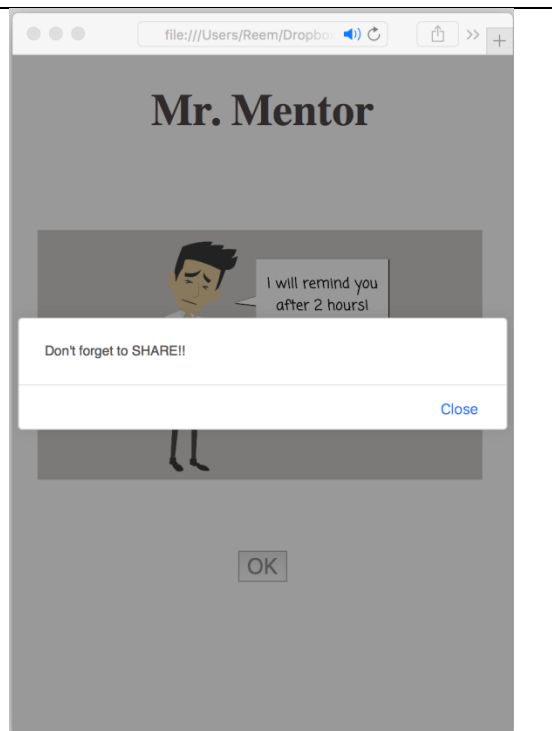 file:///Users/Reem/Dropbo
Mr. Mentor
I will remind you
after 2 hours!
Don't forget to SHARE!!
Close
OK